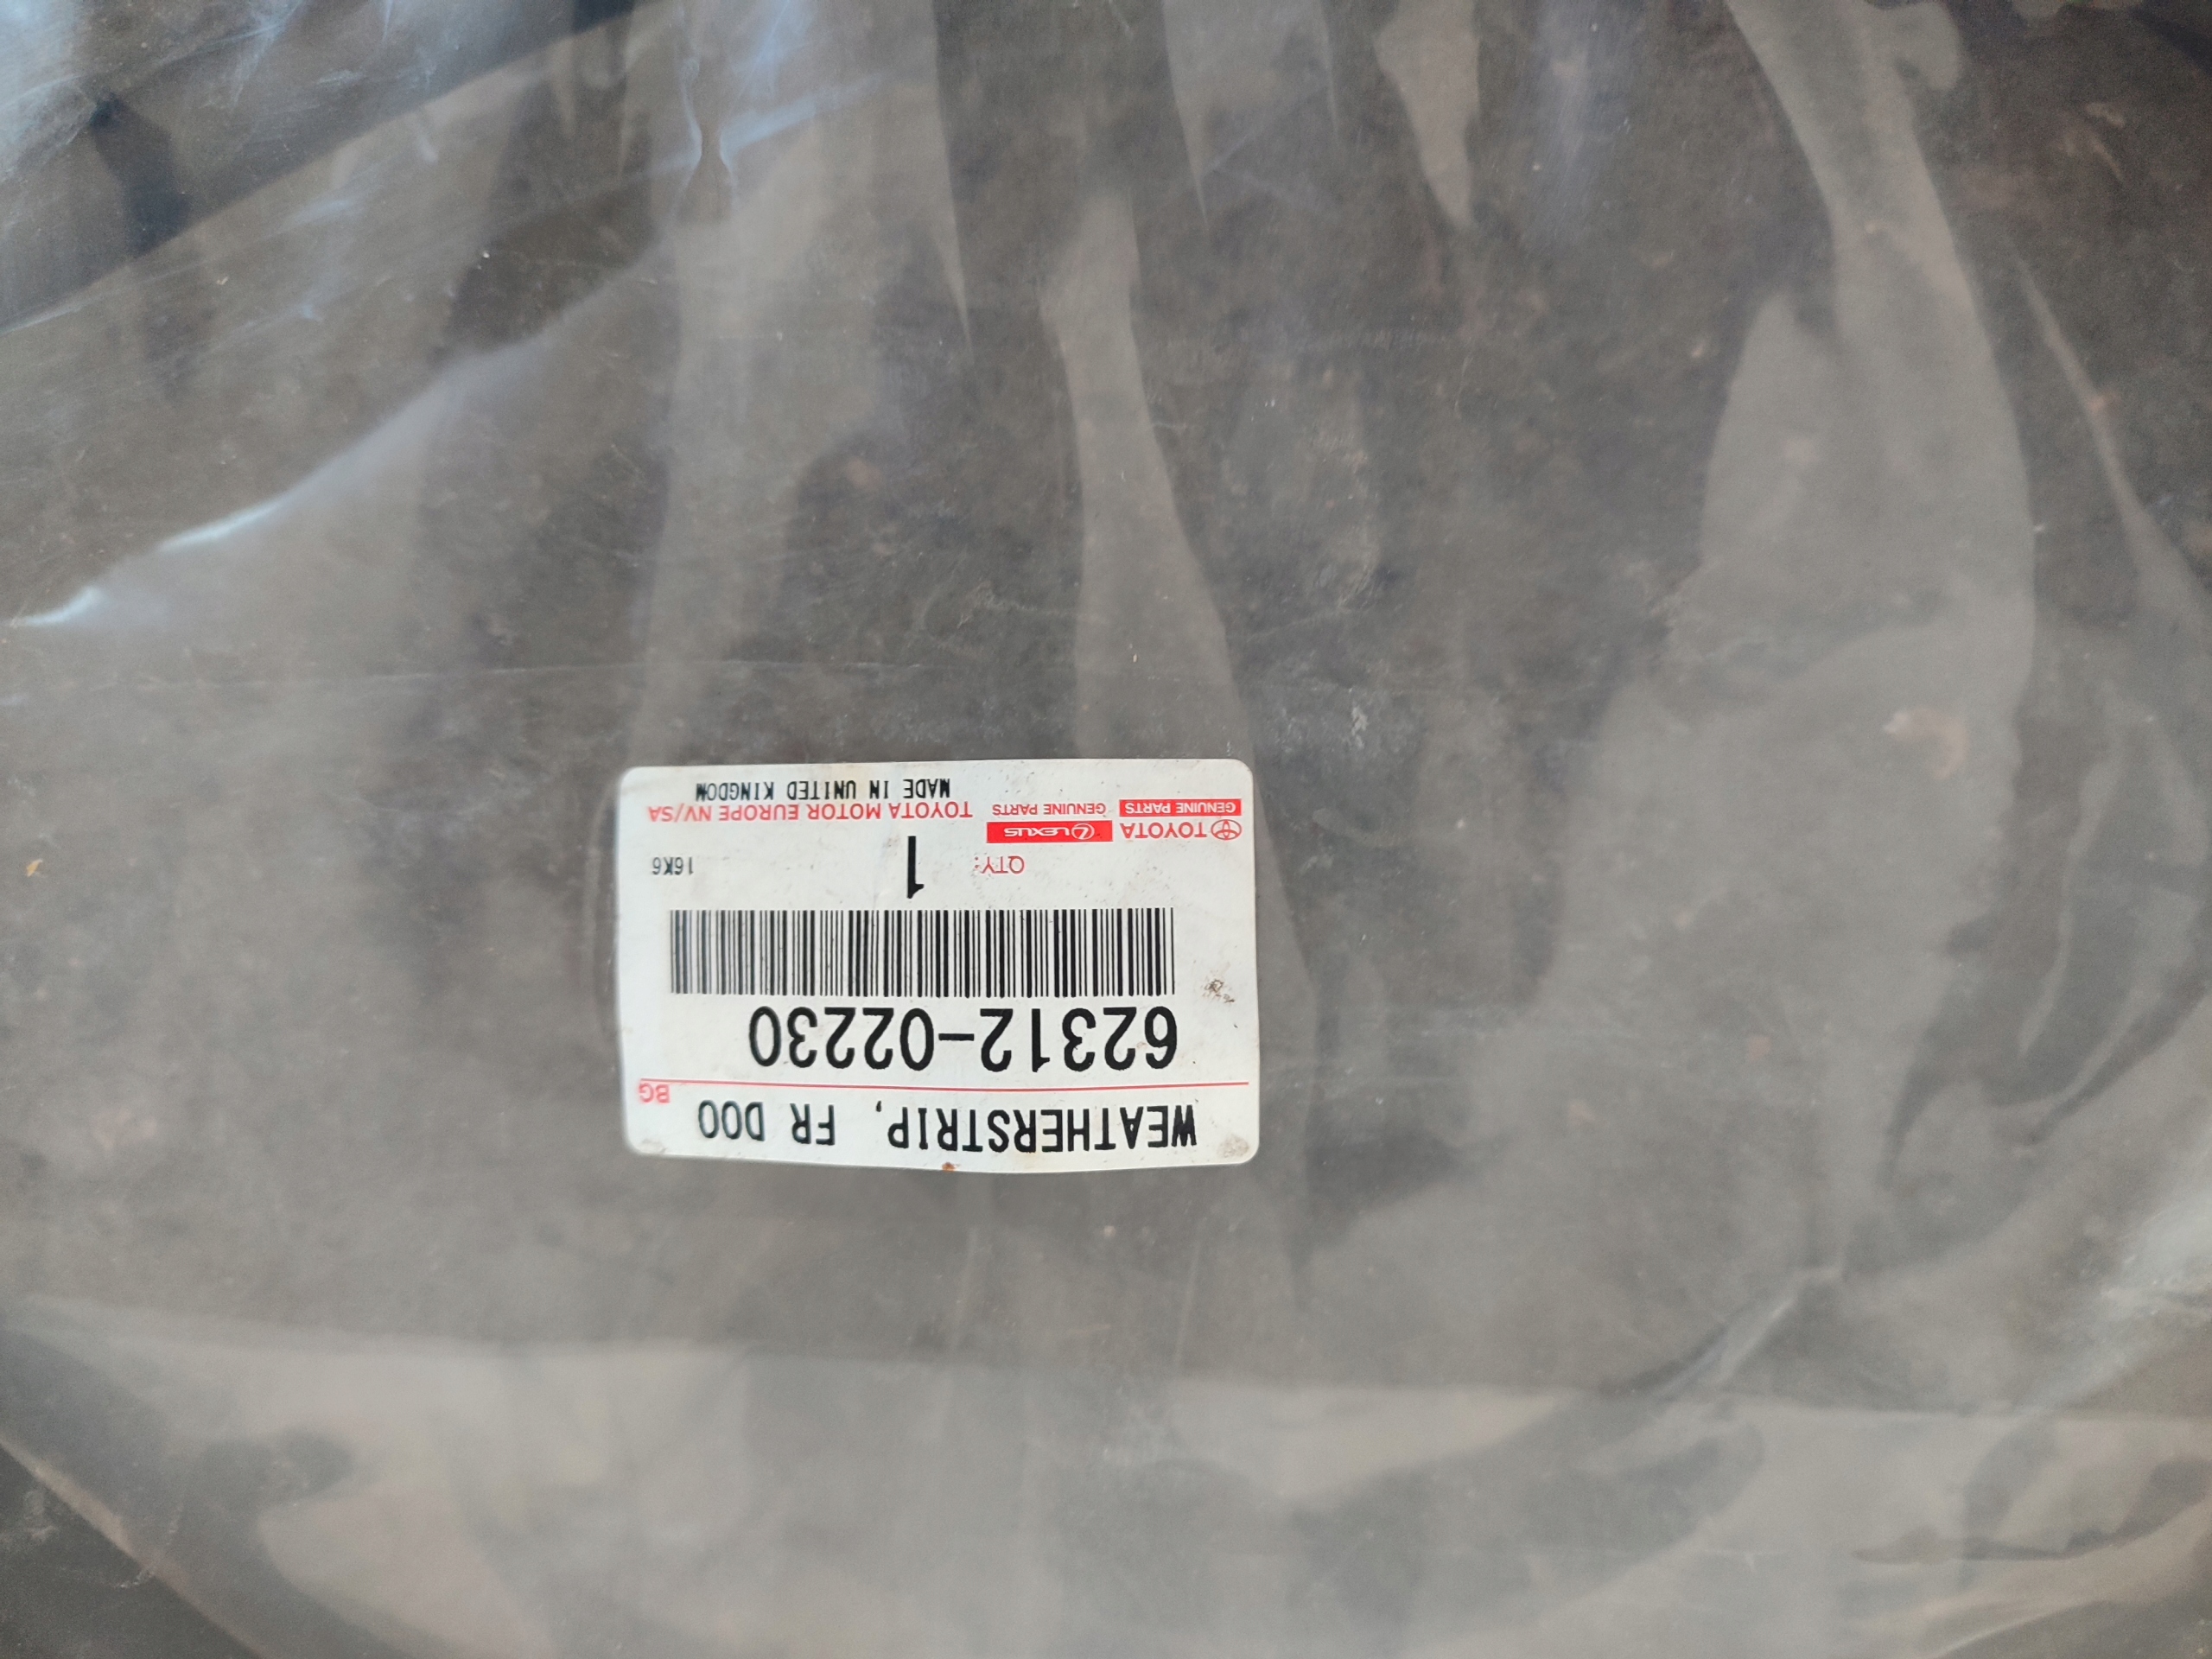 WEATHERSTRIP, FR DOO
BG
62312-02230
QTY: 1 16K6
TOYOTA LEXUS TOYOTA MOTOR EUROPE NV/SA
GENUINE PARTS GENUINE PARTS MADE IN UNITED KINGDOM